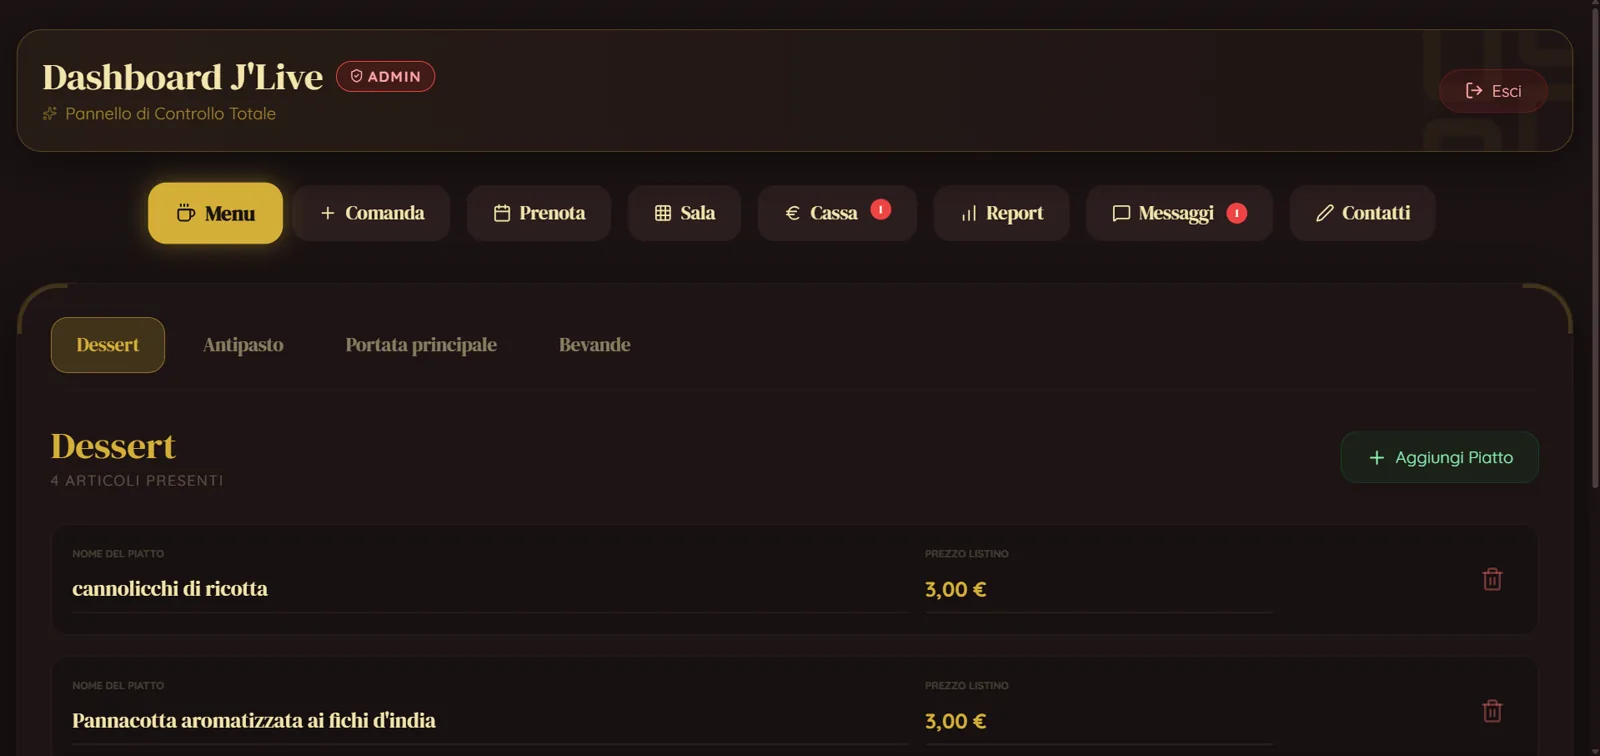 Dashboard J'Live
ADMIN
Pannello di Controllo Totale
Esci
Menu
Comanda
Prenota
Sala
Cassa
1
Report
Messaggi
1
Contatti
Dessert
Antipasto
Portata principale
Bevande
Dessert
4 ARTICOLI PRESENTI
Aggiungi Piatto
NOME DEL PIATTO
PREZZO LISTINO
cannolicchi di ricotta
3,00 €
NOME DEL PIATTO
PREZZO LISTINO
Pannacotta aromatizzata ai fichi d'india
3,00 €